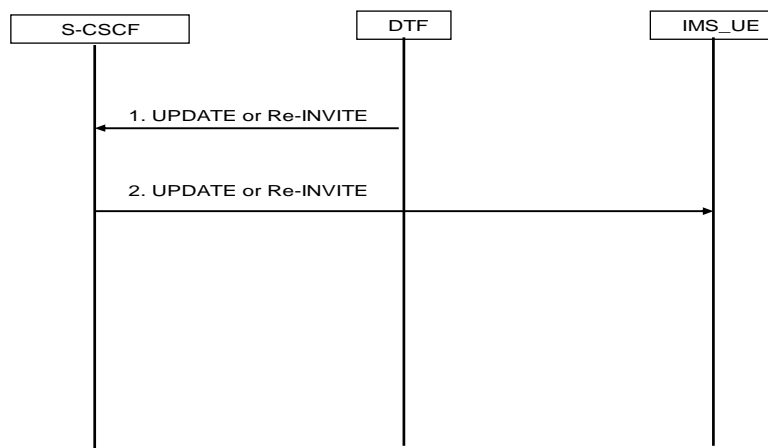 S-CSCF
DTF
IMS_UE
1. UPDATE or Re-INVITE
2. UPDATE or Re-INVITE